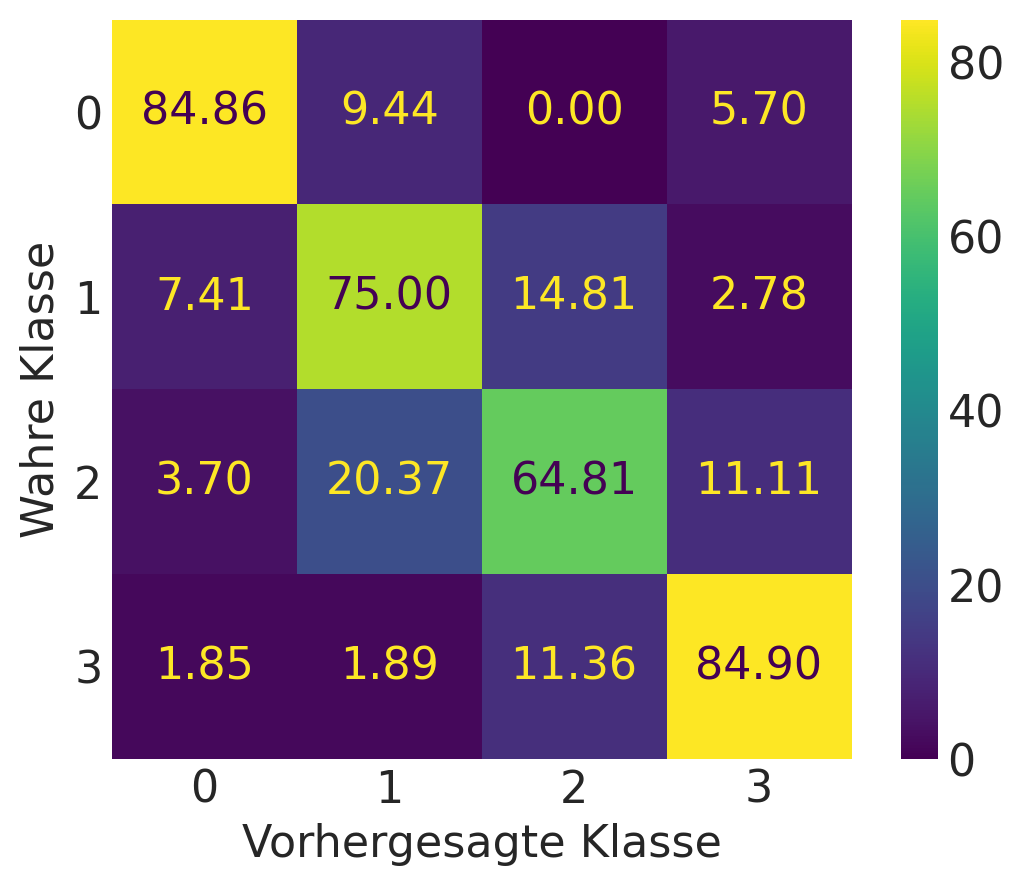 0 84.86 9.44 0.00 5.70
1 7.41 75.00 14.81 2.78
2 3.70 20.37 64.81 11.11
3 1.85 1.89 11.36 84.90
0 1 2 3
Vorhergesagte Klasse
Wahre Klasse
80
60
40
20
0